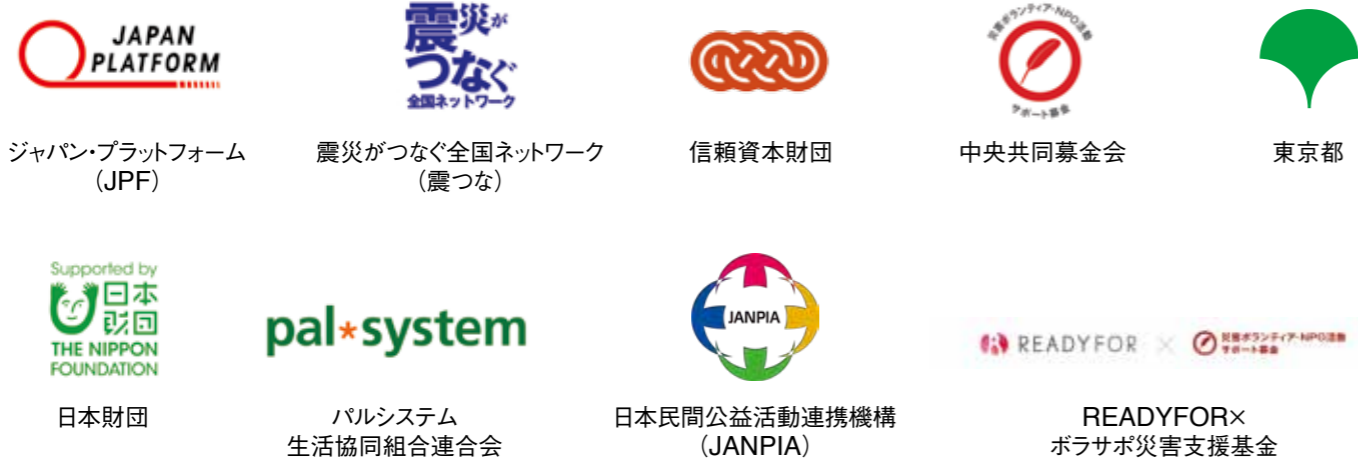 JAPAN
PLATFORM
震災が
つなぐ
全国ネットワーク
災害ボランティア・NPO活動
サポート募金
ジャパン・プラットフォーム
（JPF）
震災がつなぐ全国ネットワーク
（震つな）
信頼資本財団
中央共同募金会
東京都
Supported by
日本
財団
THE NIPPON
FOUNDATION
pal*system
JANPIA
READYFOR × 災害ボランティア・NPO活動
サポート募金
日本財団
パルシステム
生活協同組合連合会
日本民間公益活動連携機構
（JANPIA）
READYFOR×
ボラサポ災害支援基金